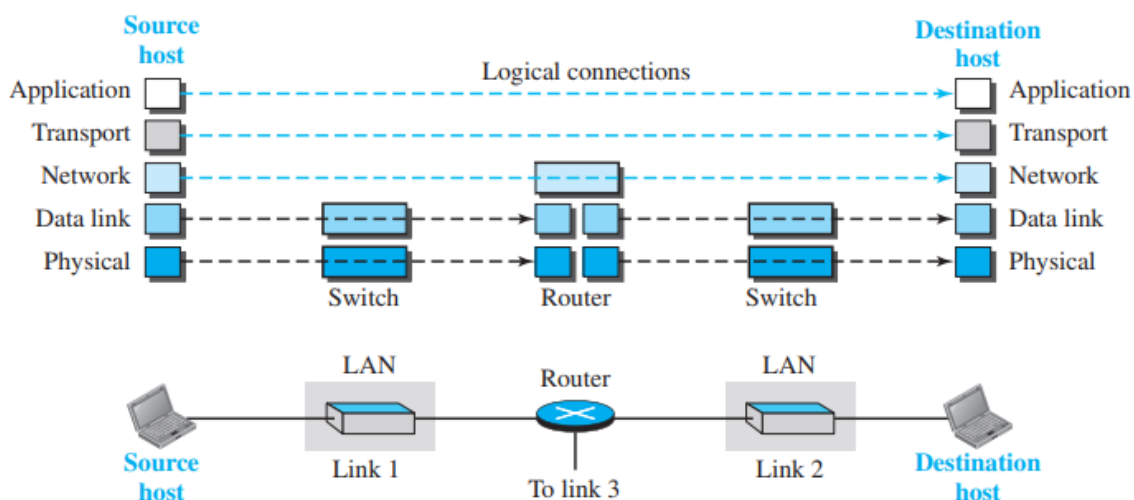 Source
host
Destination
host
Logical connections
Application
Application
Transport
Transport
Network
Network
Data link
Data link
Physical
Physical
Switch
Router
Switch
LAN
Router
LAN
Source
host
Link 1
To link 3
Link 2
Destination
host